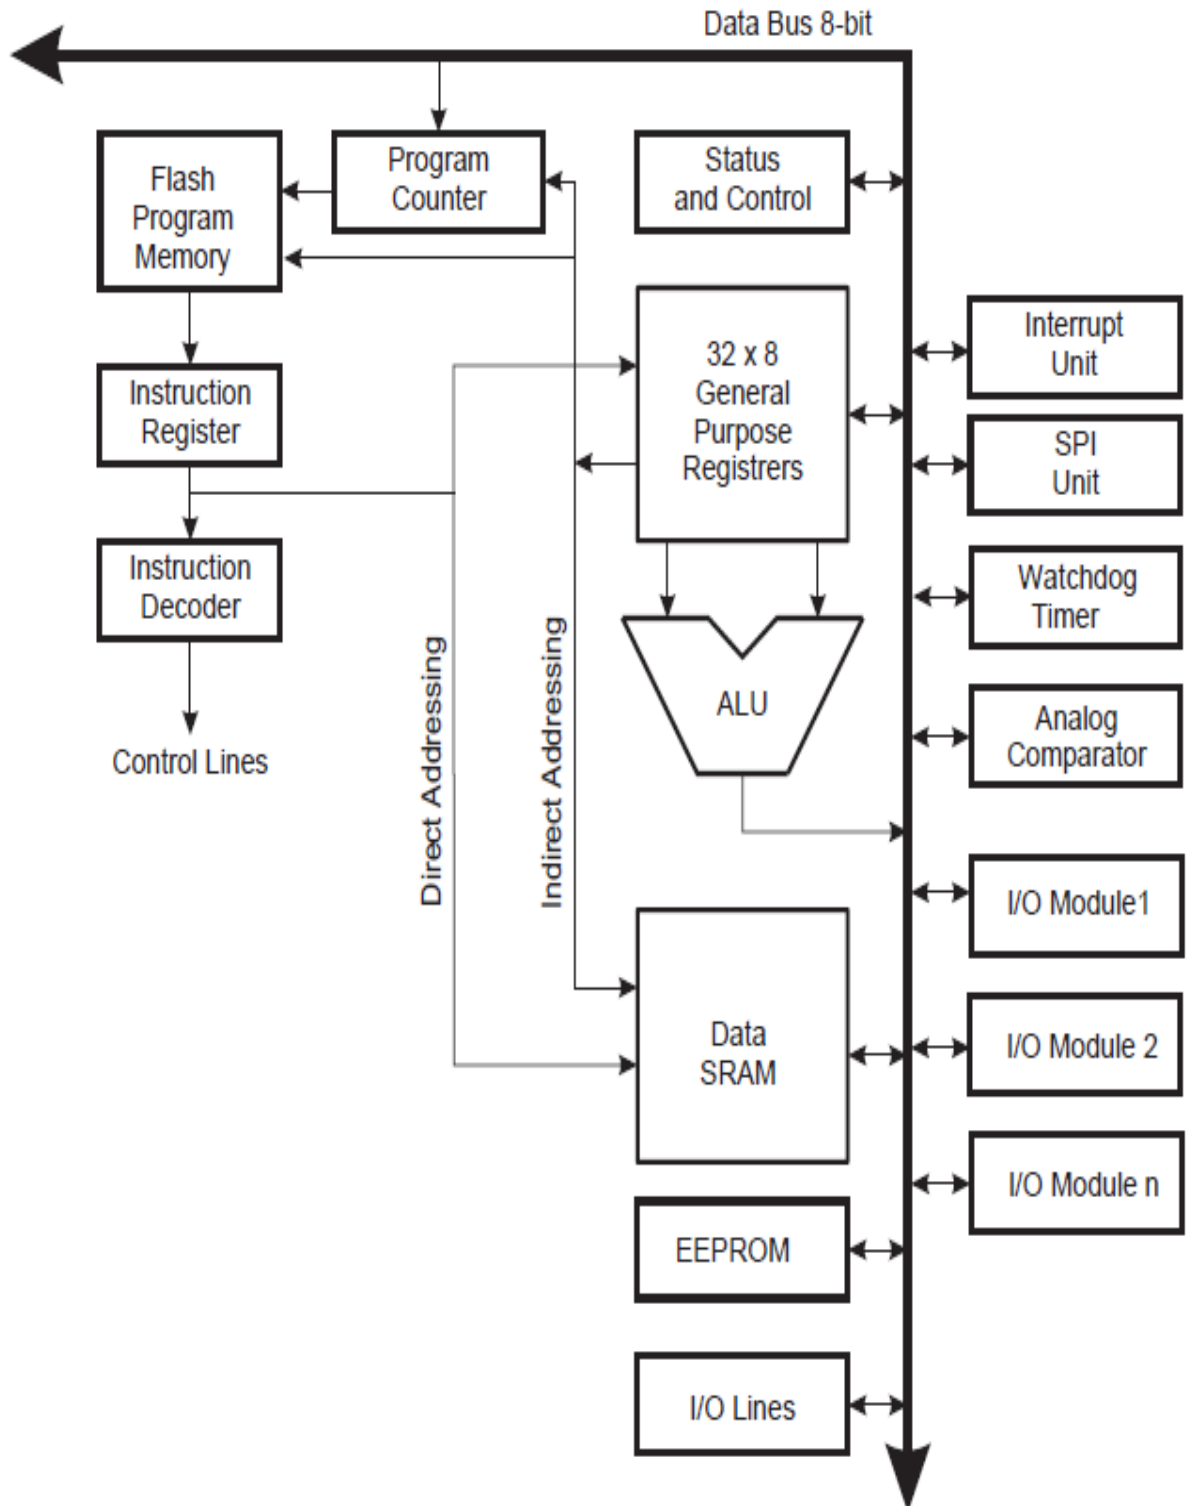 Data Bus 8-bit
Flash
Program
Memory
Program
Counter
Status
and Control
32 x 8
General
Purpose
Registrers
Interrupt
Unit
Instruction
Register
SPI
Unit
Instruction
Decoder
Watchdog
Timer
Control Lines
Direct Addressing
Indirect Addressing
ALU
Analog
Comparator
I/O Module1
Data
SRAM
I/O Module 2
I/O Module n
EEPROM
I/O Lines